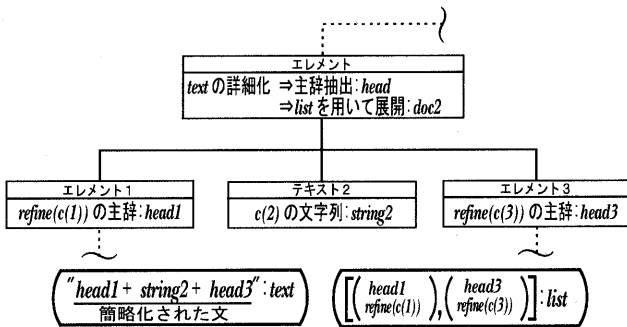 エレメント
textの詳細化 ⇒主辞抽出:head
⇒listを用いて展開:doc2
エレメント1
refine(c(1))の主辞:head1
テキスト2
c(2)の文字列:string2
エレメント3
refine(c(3))の主辞:head3
("head1+ string2+ head3":text)
簡略化された文
([(head1 refine(c(1))),(head3 refine(c(3)))]:list)